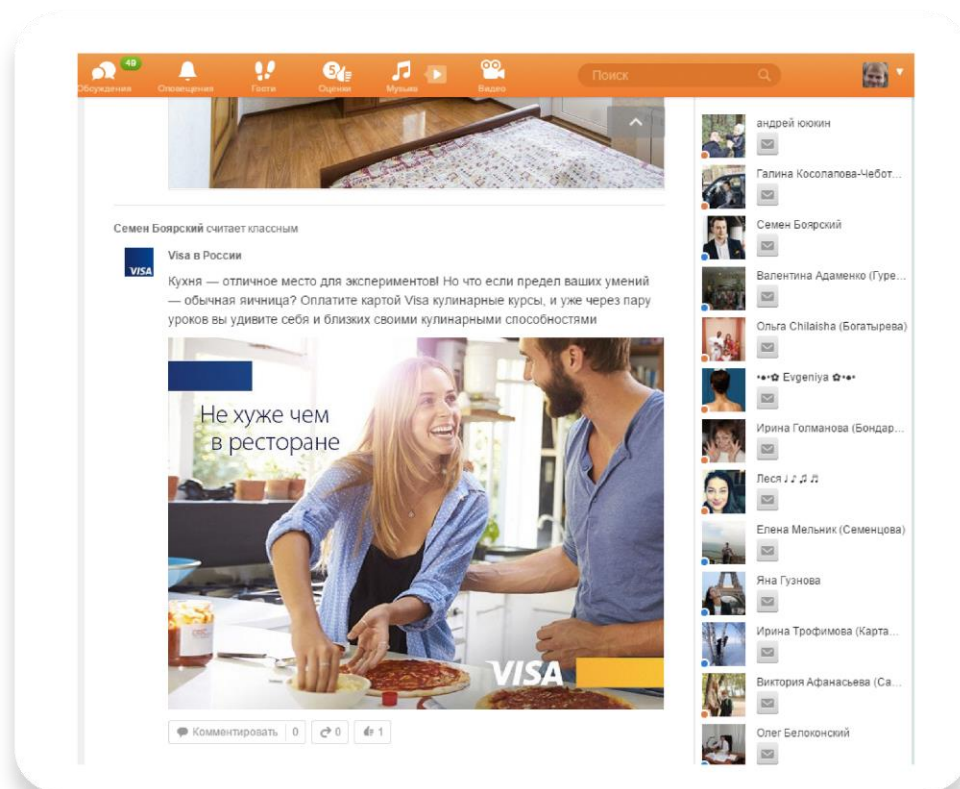 49
Обсуждения Оповещения Гости Оценки Музыка Видео
5
Поиск
Семен Боярский считает классным
VISA
Visa в России
Кухня — отличное место для экспериментов! Но что если предел ваших умений
— обычная яичница? Оплатите картой Visa кулинарные курсы, и уже через пару
уроков вы удивите себя и близких своими кулинарными способностями
Не хуже чем
в ресторане
VISA
Комментировать 0
0
1
андрей ююкин
Галина Косолапова-Чебот...
Семен Боярский
Валентина Адаменко (Гуре...
Ольга Chilaisha (Богатырева)
•●•✿ Evgeniya ✿•●•
Ирина Голманова (Бондар...
Леся ♩ ♪ ♫ ♬
Елена Мельник (Семенцова)
Яна Гузнова
Ирина Трофимова (Карта...
Виктория Афанасьева (Са...
Олег Белоконский